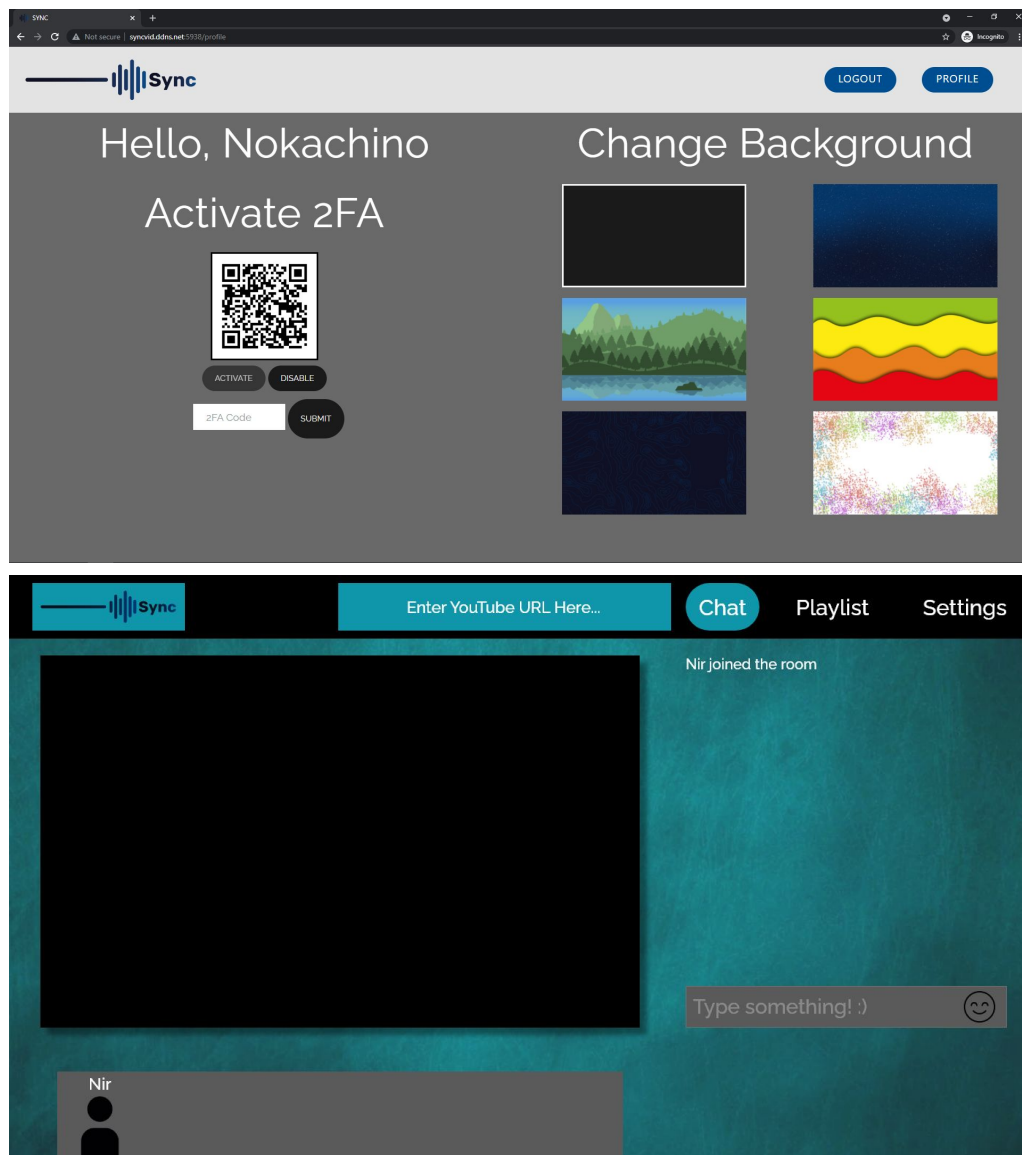 SYNC
Not secure | syncvid.ddns.net:5938/profile
Incognito
Sync
LOGOUT
PROFILE
Hello, Nokachino
Change Background
Activate 2FA
ACTIVATE
DISABLE
2FA Code
SUBMIT
Sync
Enter YouTube URL Here...
Chat
Playlist
Settings
Nir joined the room
Type something! :)
Nir